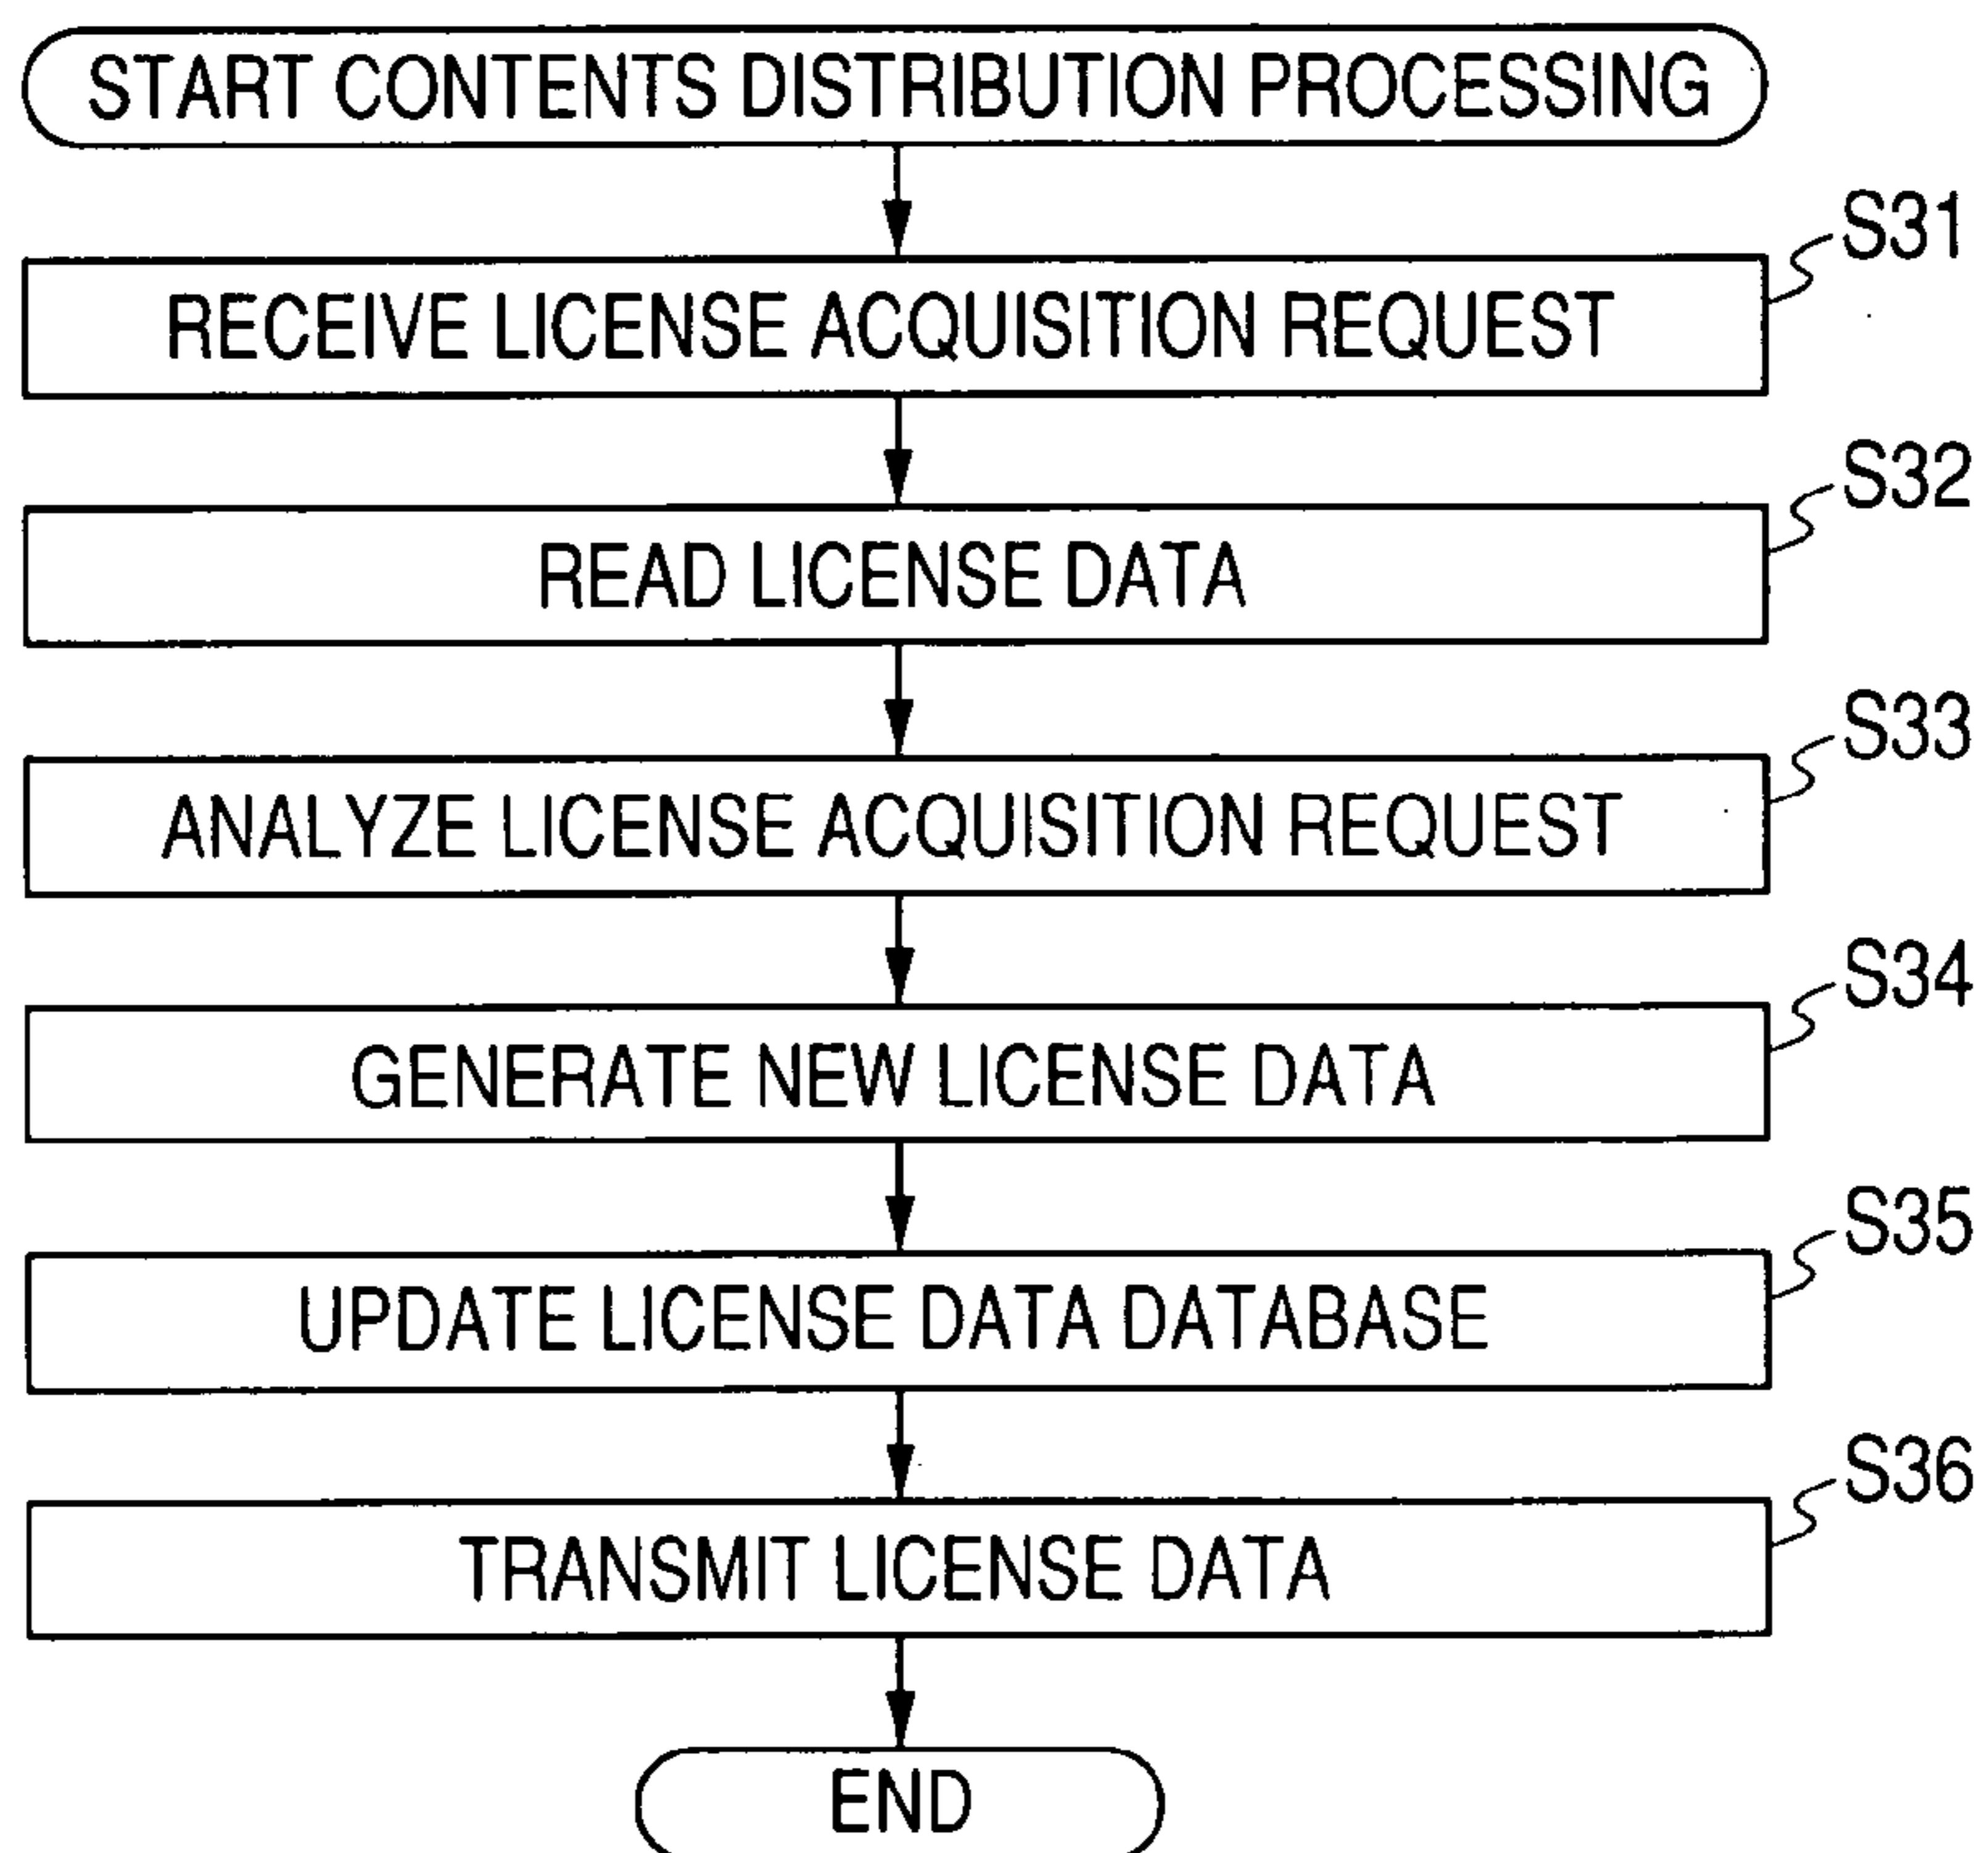 START CONTENTS DISTRIBUTION PROCESSING
S31
RECEIVE LICENSE ACQUISITION REQUEST
S32
READ LICENSE DATA
S33
ANALYZE LICENSE ACQUISITION REQUEST
S34
GENERATE NEW LICENSE DATA
S35
UPDATE LICENSE DATA DATABASE
S36
TRANSMIT LICENSE DATA
END